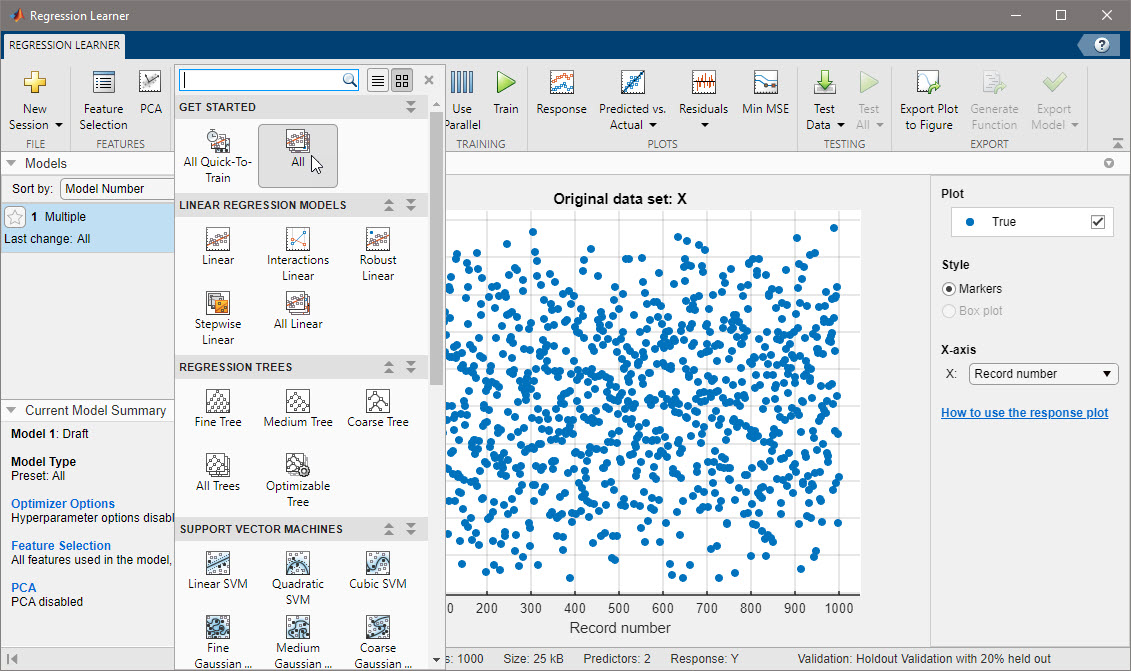 Regression Learner
REGRESSION LEARNER
New
Session
FILE
Feature
Selection
PCA
FEATURES
Use
Parallel
Train
TRAINING
Response
Predicted vs.
Actual
Residuals
Min MSE
PLOTS
Test
Data
Test
All
TESTING
Export Plot
to Figure
Generate
Function
Export
Model
EXPORT
Models
Sort by: Model Number
1 Multiple
Last change: All
Current Model Summary
Model 1: Draft
Model Type
Preset: All
Optimizer Options
Hyperparameter options
Feature Selection
All features used in the model,
PCA
PCA disabled
GET STARTED
All Quick-To-
Train
All
LINEAR REGRESSION MODELS
Linear
Interactions
Linear
Robust
Linear
Stepwise
Linear
All Linear
REGRESSION TREES
Fine Tree
Medium Tree
Coarse Tree
All Trees
Optimizable
Tree
SUPPORT VECTOR MACHINES
Linear SVM
Quadratic
SVM
Cubic SVM
Fine
Gaussian ...
Medium
Gaussian ...
Coarse
Gaussian ...
Original data set: X
0 200 300 400 500 600 700 800 900 1000
Record number
Plot
True
Style
Markers
Box plot
X-axis
X: Record number
How to use the response plot
s: 1000 Size: 25 kB Predictors: 2 Response: Y Validation: Holdout Validation with 20% held out